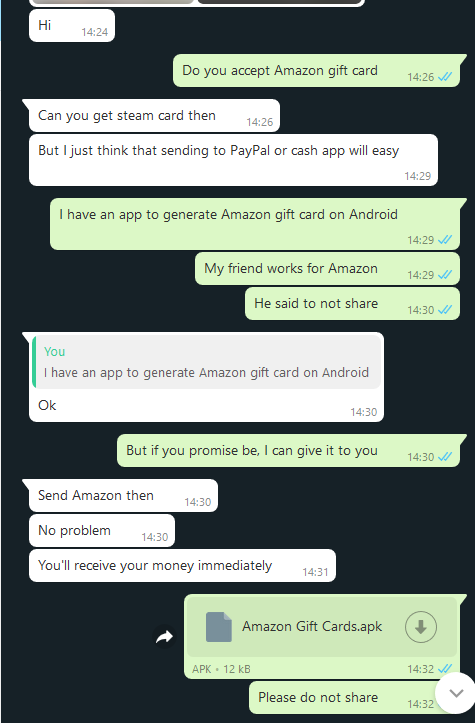 Hi
14:24
Do you accept Amazon gift card
14:26
Can you get steam card then
14:26
But I just think that sending to PayPal or cash app will easy
14:29
I have an app to generate Amazon gift card on Android
14:29
My friend works for Amazon
14:29
He said to not share
14:30
You
I have an app to generate Amazon gift card on Android
Ok
14:30
But if you promise be, I can give it to you
14:30
Send Amazon then
14:30
No problem
14:30
You'll receive your money immediately
14:31
Amazon Gift Cards.apk
APK • 12 kB
14:32
Please do not share
14:32